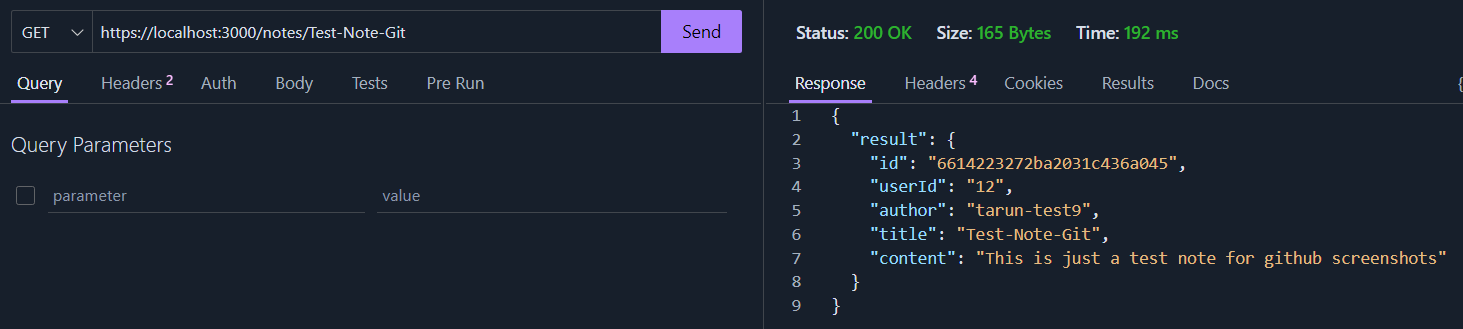 GET https://localhost:3000/notes/Test-Note-Git Send
Query Headers 2 Auth Body Tests Pre Run
Query Parameters
parameter value
Status: 200 OK Size: 165 Bytes Time: 192 ms
Response Headers 4 Cookies Results Docs {
1 {
2 "result": {
3 "id": "6614223272ba2031c436a045",
4 "userId": "12",
5 "author": "tarun-test9",
6 "title": "Test-Note-Git",
7 "content": "This is just a test note for github screenshots"
8 }
9 }